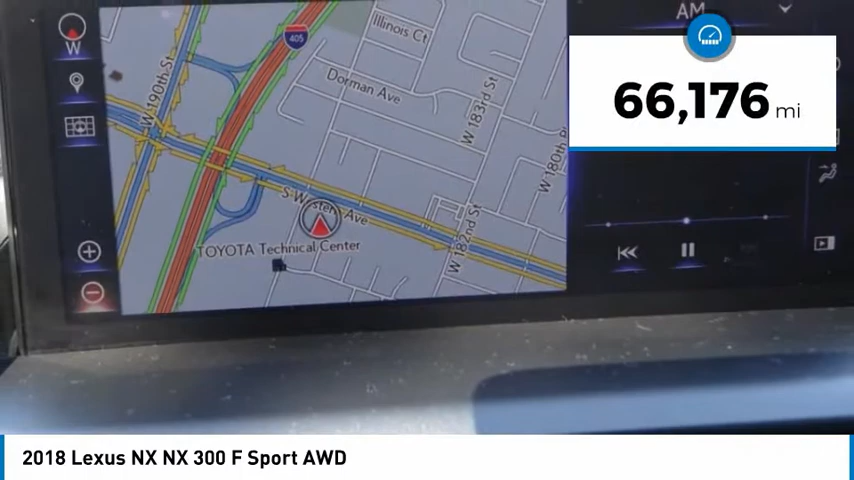 W
Illinois Ct
405
Dorman Ave
W 190th St
W 183rd St
W 180th
S Western Ave
W 182nd St
TOYOTA Technical Center
AM
66,176 mi
2018 Lexus NX NX 300 F Sport AWD